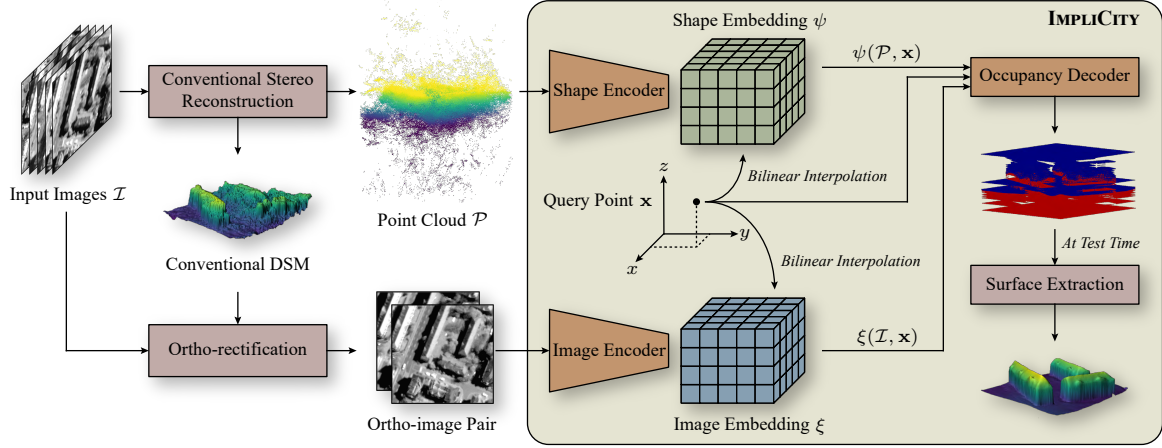 IMPLICITY
Shape Embedding ψ
ψ(P, x)
Conventional Stereo
Reconstruction
Shape Encoder
Occupancy Decoder
Input Images I
z
Bilinear Interpolation
Query Point x
Point Cloud P
y
At Test Time
x
Bilinear Interpolation
Conventional DSM
Surface Extraction
Ortho-rectification
Image Encoder
ξ(I, x)
Ortho-image Pair
Image Embedding ξ